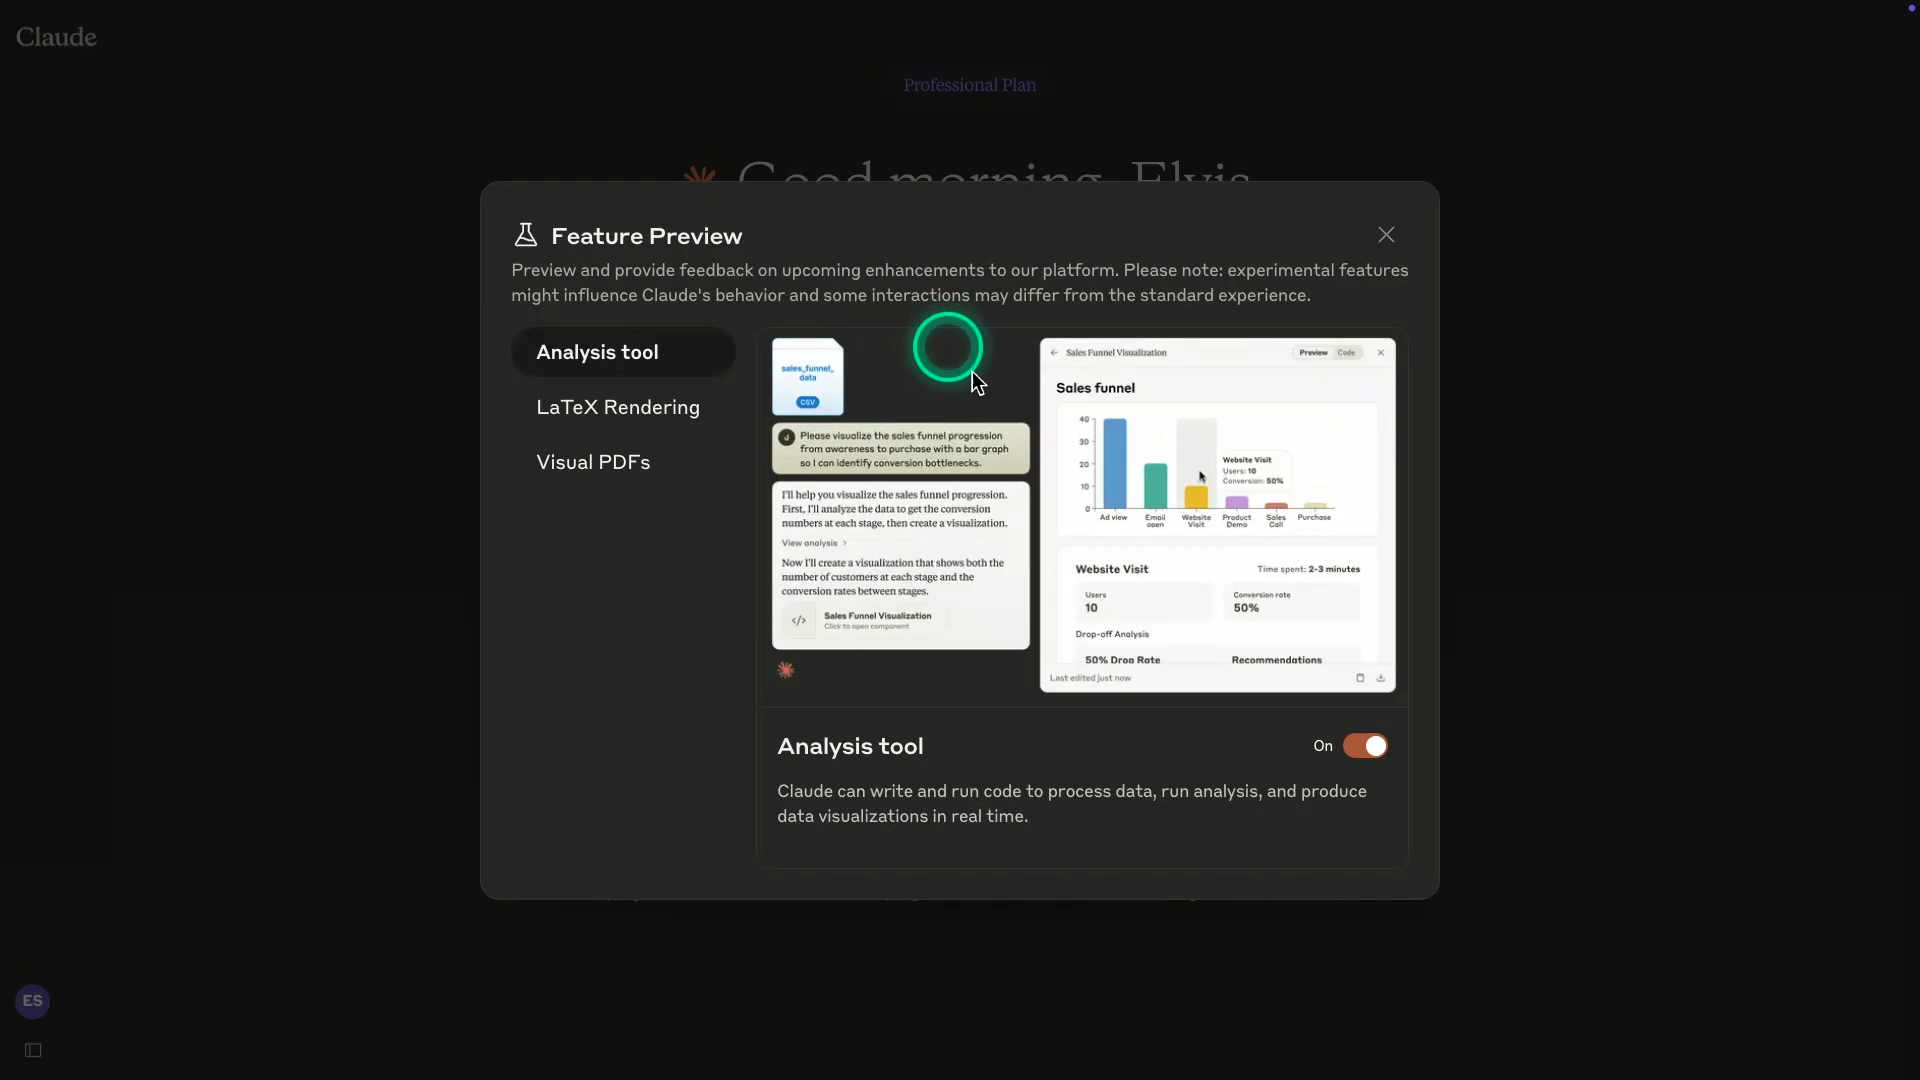 Claude
Professional Plan
Good morning, Elvis
Feature Preview
Preview and provide feedback on upcoming enhancements to our platform. Please note: experimental features
might influence Claude's behavior and some interactions may differ from the standard experience.
Analysis tool
LaTeX Rendering
Visual PDFs
sales_funnel_
data
CSV
J
Please visualize the sales funnel progression
from awareness to purchase with a bar graph
so I can identify conversion bottlenecks.
I'll help you visualize the sales funnel progression.
First, I'll analyze the data to get the conversion
numbers at each stage, then create a visualization.
View analysis
Now I'll create a visualization that shows both the
number of customers at each stage and the
conversion rates between stages.
</>
Sales Funnel Visualization
Click to open component
Sales Funnel Visualization
Preview Code
Sales funnel
40
30
20
10
0
Website Visit
Users: 10
Conversion: 50%
Ad view
Email
open
Website
Visit
Product
Demo
Sales
Call
Purchase
Website Visit
Time spent: 2-3 minutes
Users
10
Conversion rate
50%
Drop-off Analysis
50% Drop Rate
Recommendations
Last edited just now
Analysis tool
On
Claude can write and run code to process data, run analysis, and produce
data visualizations in real time.
ES